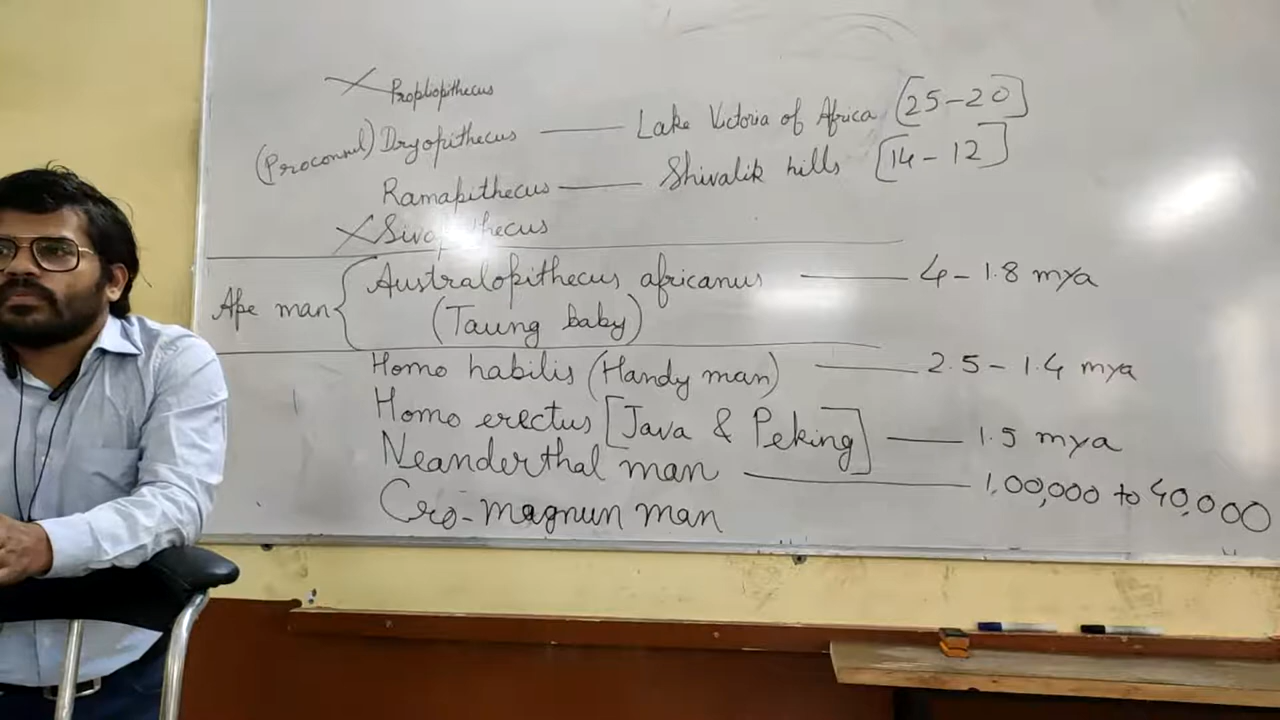 Propliopithecus
(Proconsul) Dryopithecus — Lake Victoria of Africa [25-20]
Ramapithecus — Shivalik hills [14-12]
Sivapithecus
Ape man { Australopithecus africanus — 4-1.8 mya
(Taung baby)
Homo habilis (Handy man) — 2.5-1.4 mya
Homo erectus [Java & Peking] — 1.5 mya
Neanderthal man — 1,00,000 to 40,000
Cro-magnun man